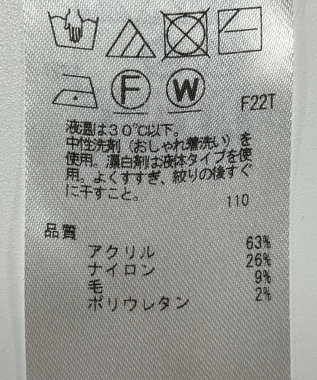 F
W
F22T
液温は30℃以下。
中性洗剤（おしゃれ着洗い）を
使用。漂白剤は液体タイプを使
用。よくすすぎ、絞りの後すぐ
に干すこと。
110
品質
アクリル 63%
ナイロン 26%
毛 9%
ポリウレタン 2%